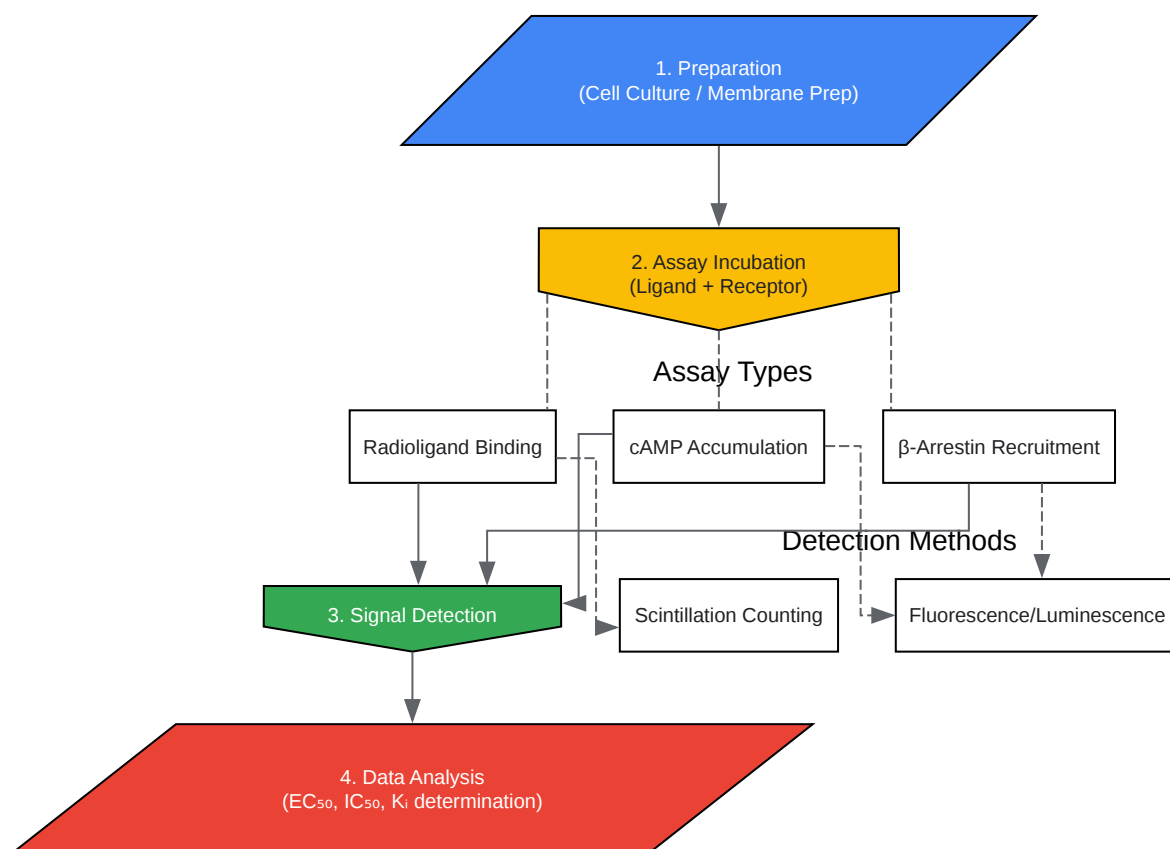 1. Preparation
(Cell Culture / Membrane Prep)
2. Assay Incubation
(Ligand + Receptor)
Assay Types
Radioligand Binding
cAMP Accumulation
β-Arrestin Recruitment
Detection Methods
3. Signal Detection
Scintillation Counting
Fluorescence/Luminescence
4. Data Analysis
(EC₅₀, IC₅₀, Kᵢ determination)